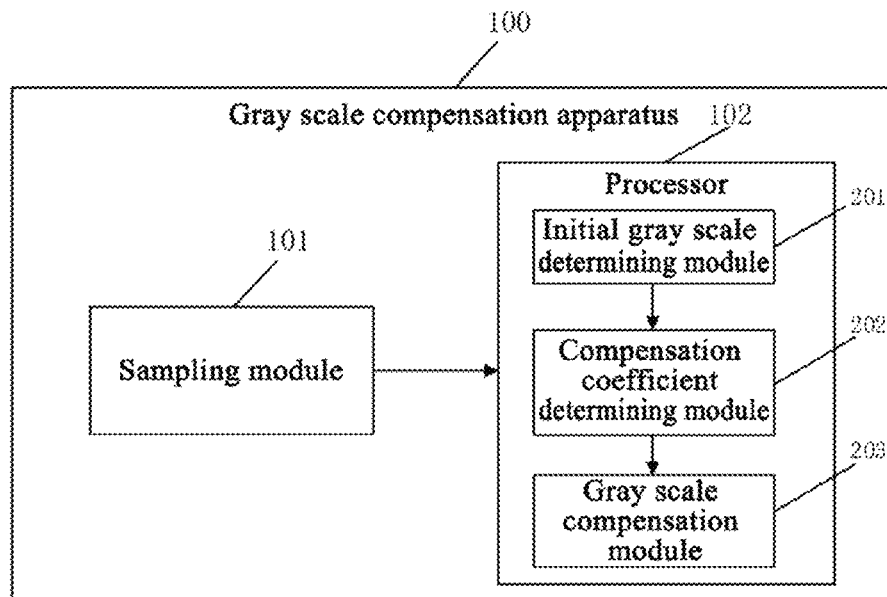 100
Gray scale compensation apparatus
102
Processor
201
Initial gray scale
determining module
101
202
Sampling module
Compensation
coefficient
determining module
203
Gray scale
compensation
module